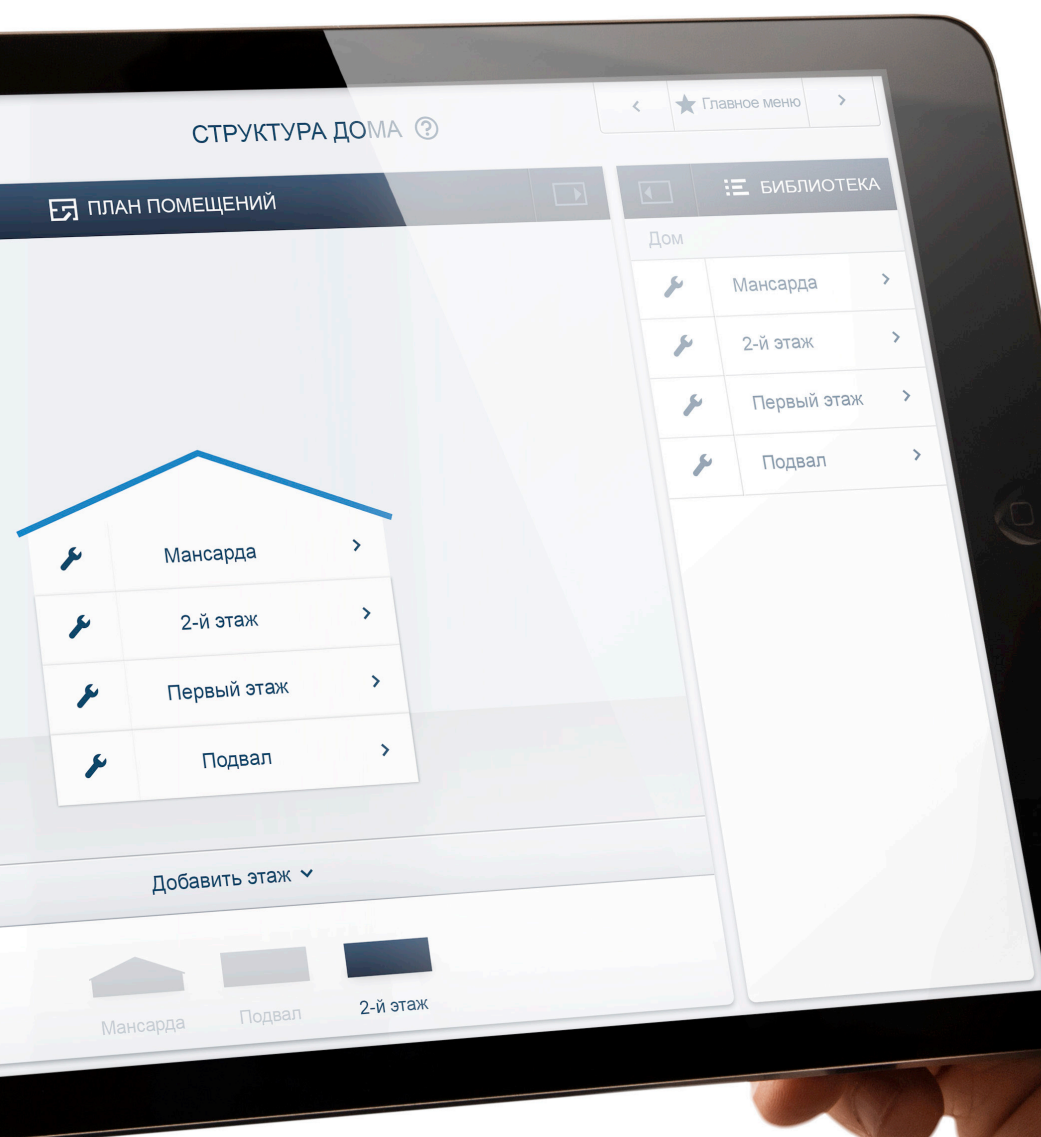 СТРУКТУРА ДОМА
Главное меню
ПЛАН ПОМЕЩЕНИЙ
БИБЛИОТЕКА
Дом
Мансарда
2-й этаж
Первый этаж
Подвал
Мансарда
2-й этаж
Первый этаж
Подвал
Добавить этаж
Мансарда
Подвал
2-й этаж